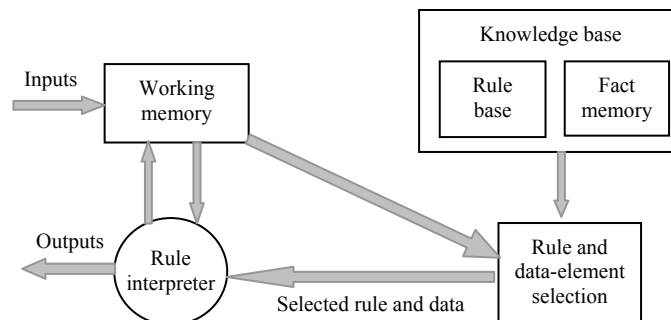 Knowledge base
Inputs
Working
memory
Rule
base
Fact
memory
Outputs
Rule
interpreter
Rule and
data-element
selection
Selected rule and data